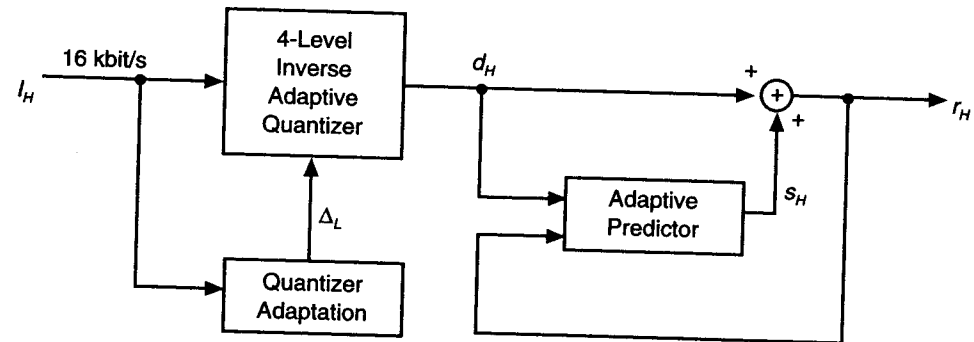 16 kbit/s
I_H
4-Level
Inverse
Adaptive
Quantizer
d_H
+
+
+
r_H
Δ_L
Adaptive
Predictor
s_H
Quantizer
Adaptation